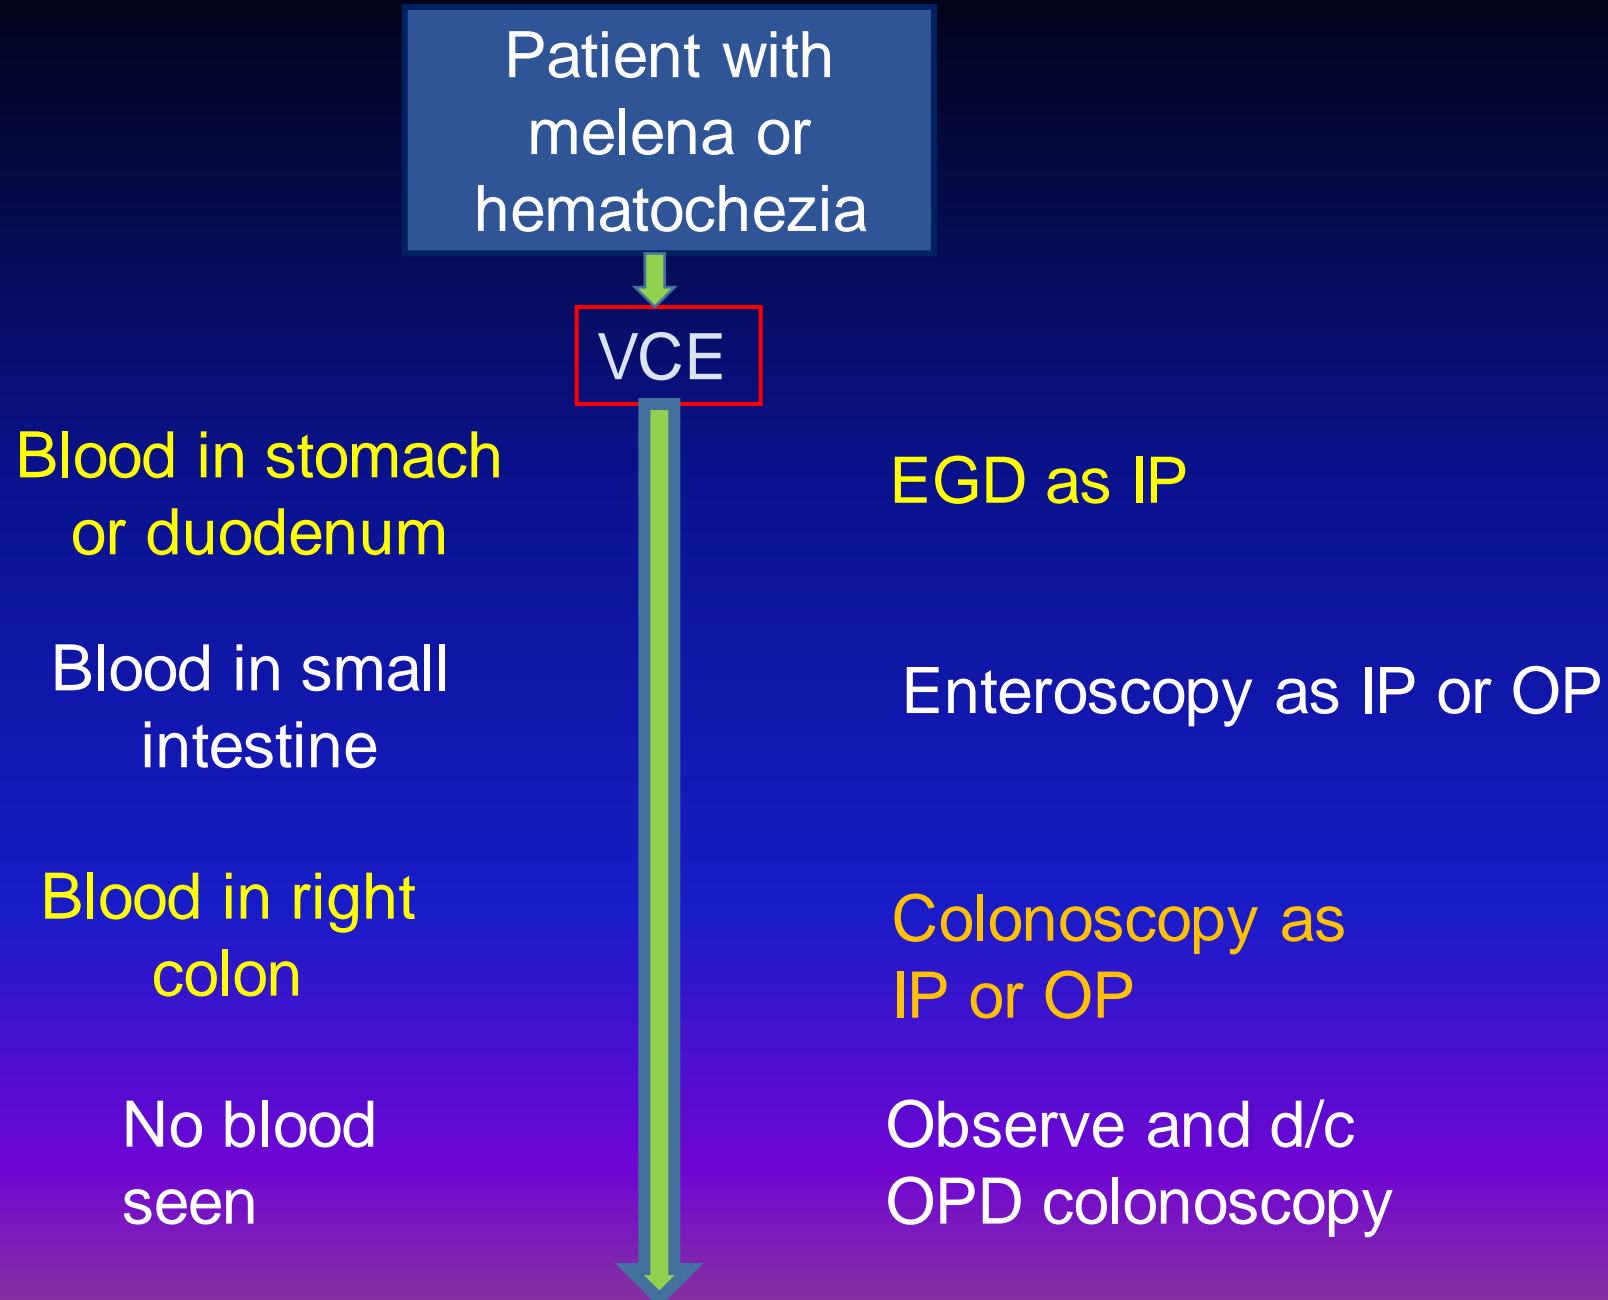 Patient with
melena or
hematochezia
VCE
Blood in stomach
or duodenum
EGD as IP
Blood in small
intestine
Enteroscopy as IP or OP
Blood in right
colon
Colonoscopy as
IP or OP
No blood
seen
Observe and d/c
OPD colonoscopy